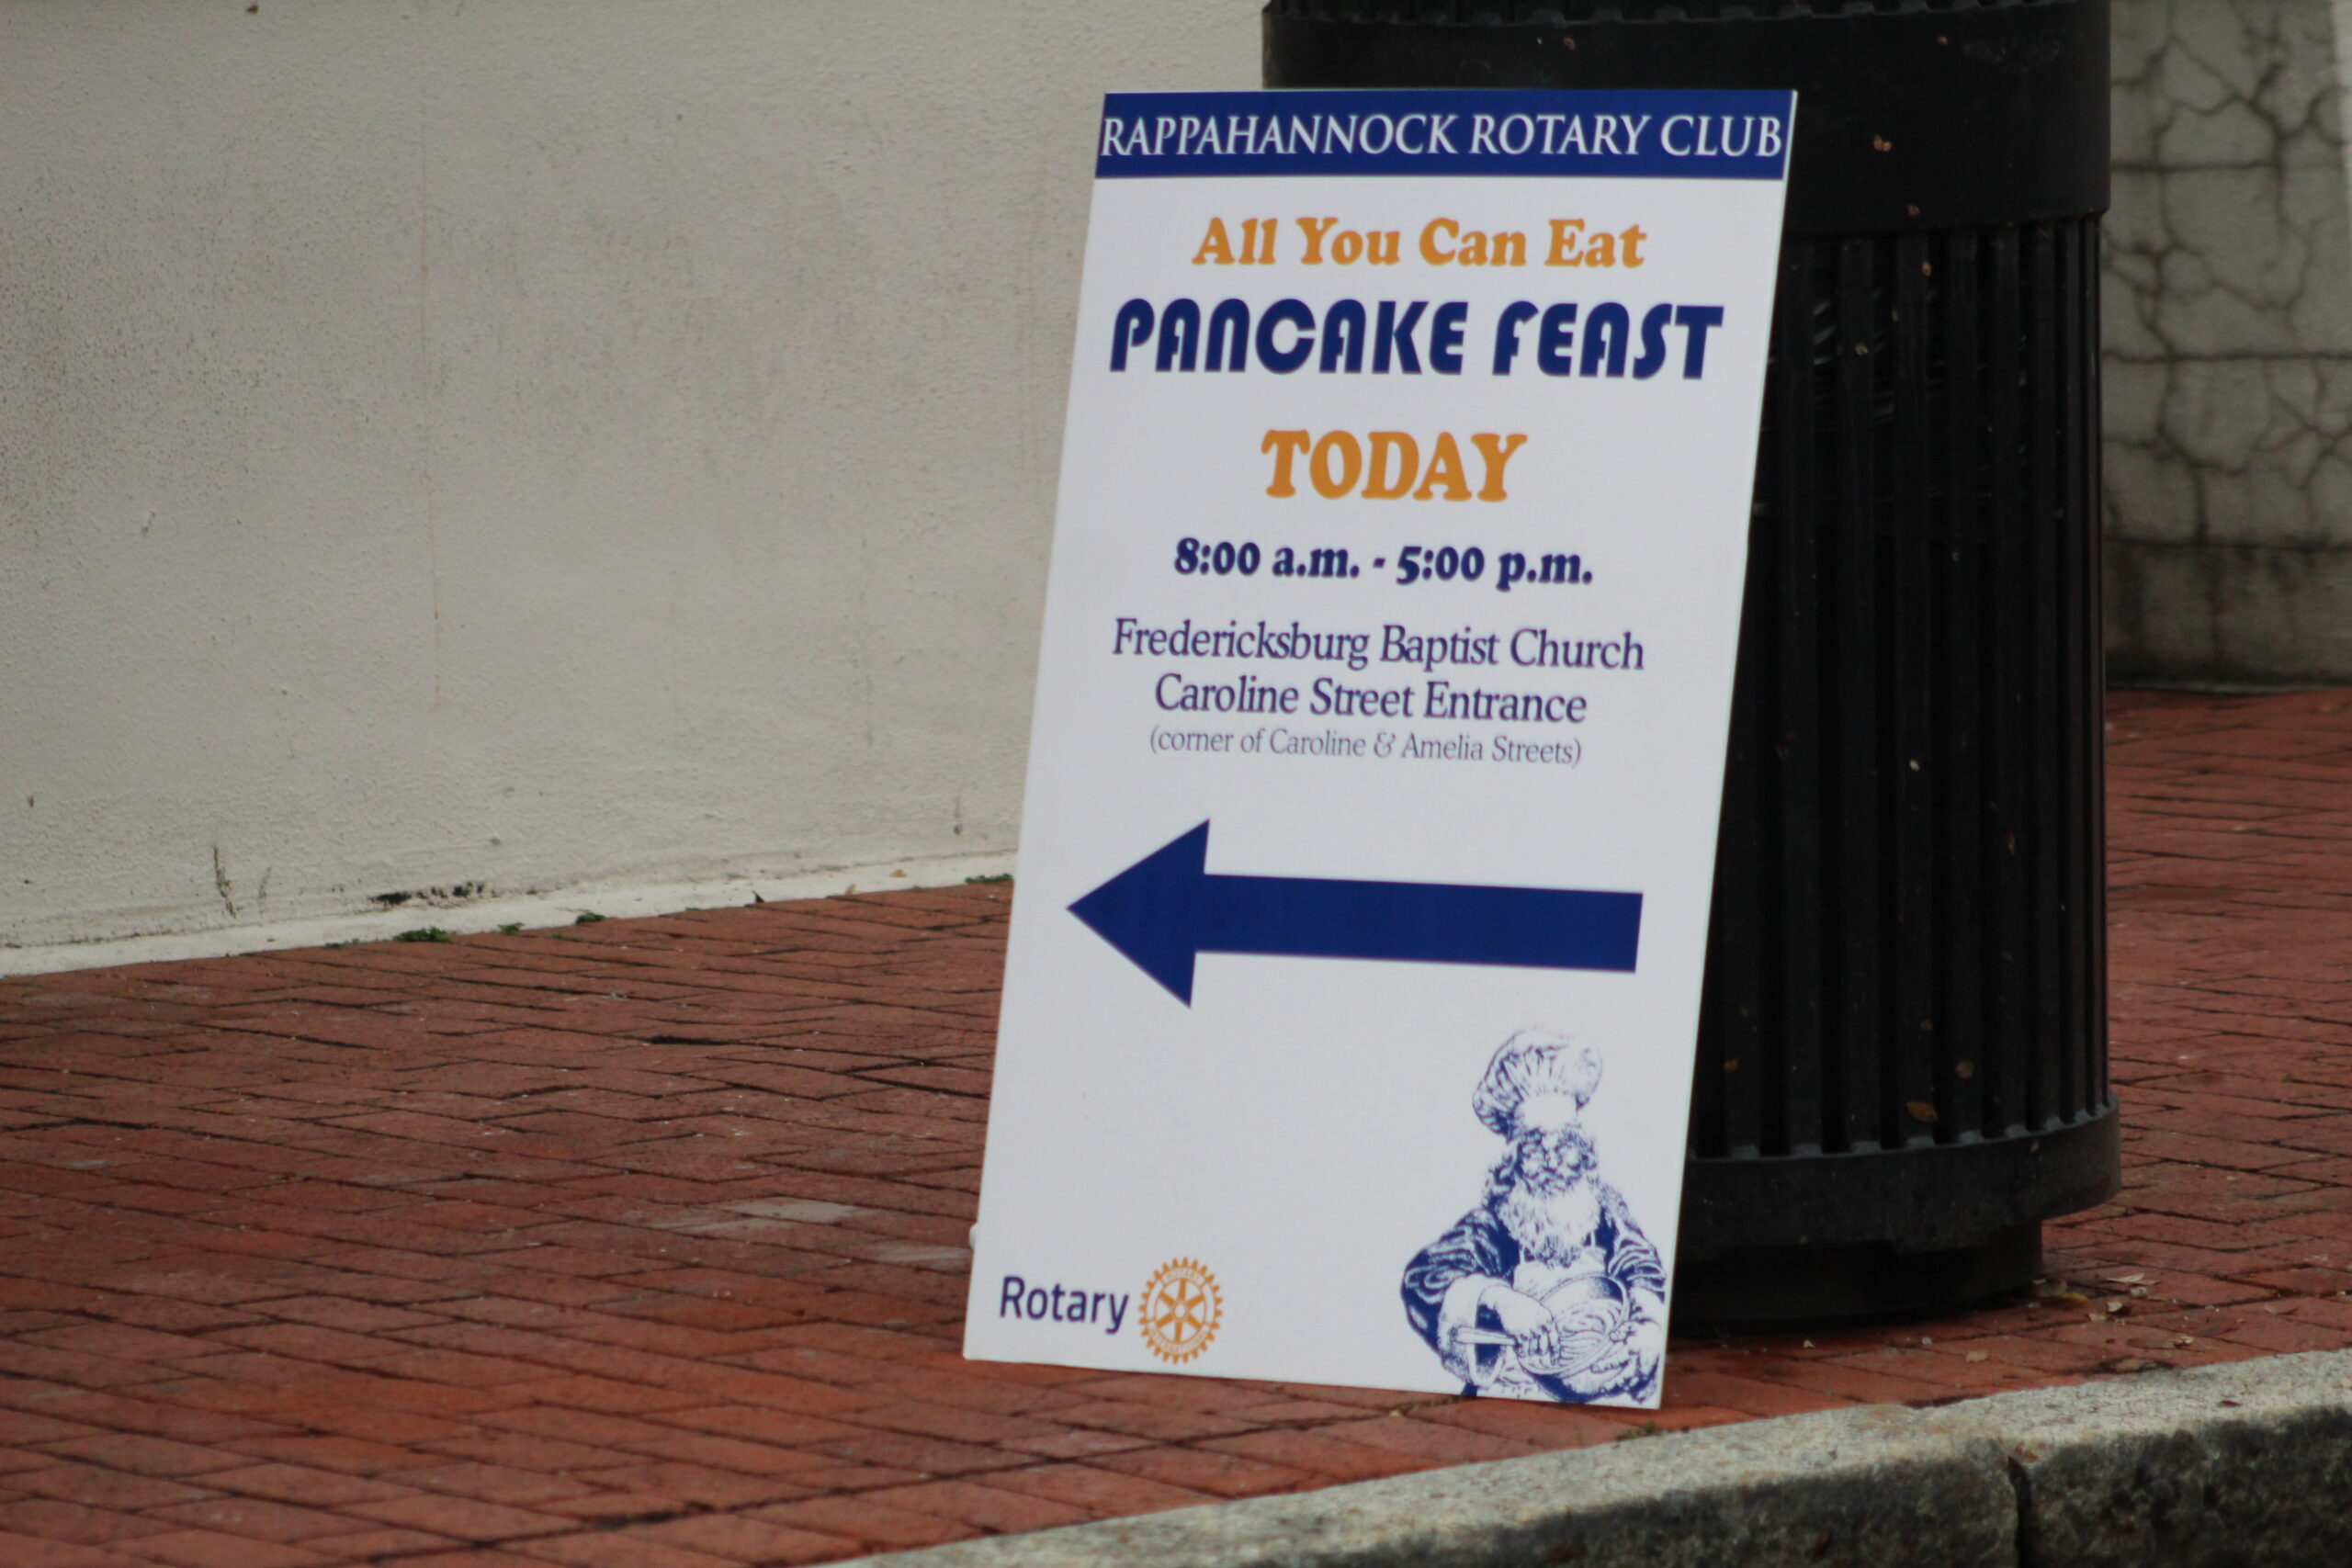 RAPPAHANNOCK ROTARY CLUB
All You Can Eat
PANCAKE FEAST
TODAY
8:00 a.m. - 5:00 p.m.
Fredericksburg Baptist Church
Caroline Street Entrance
(corner of Caroline & Amelia Streets)
Rotary